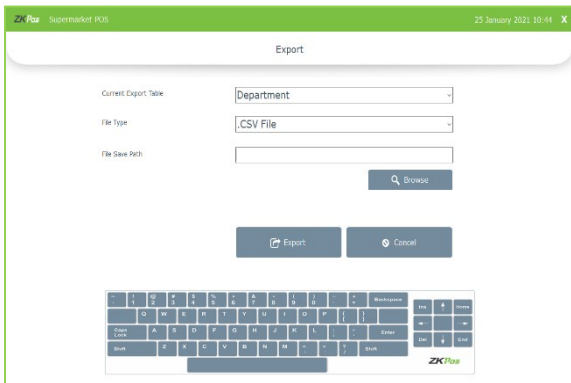 ZKPos Supermarket POS 25 January 2021 10:44 X
Export
Current Export Table Department
File Type .CSV File
File Save Path
Browse
Export Cancel
Backspace
Q W E R T Y U I O P
Ins Home
Caps Lock A S D F G H J K L Enter
Shift Z X C V B N M Shift
Del End
ZKPos